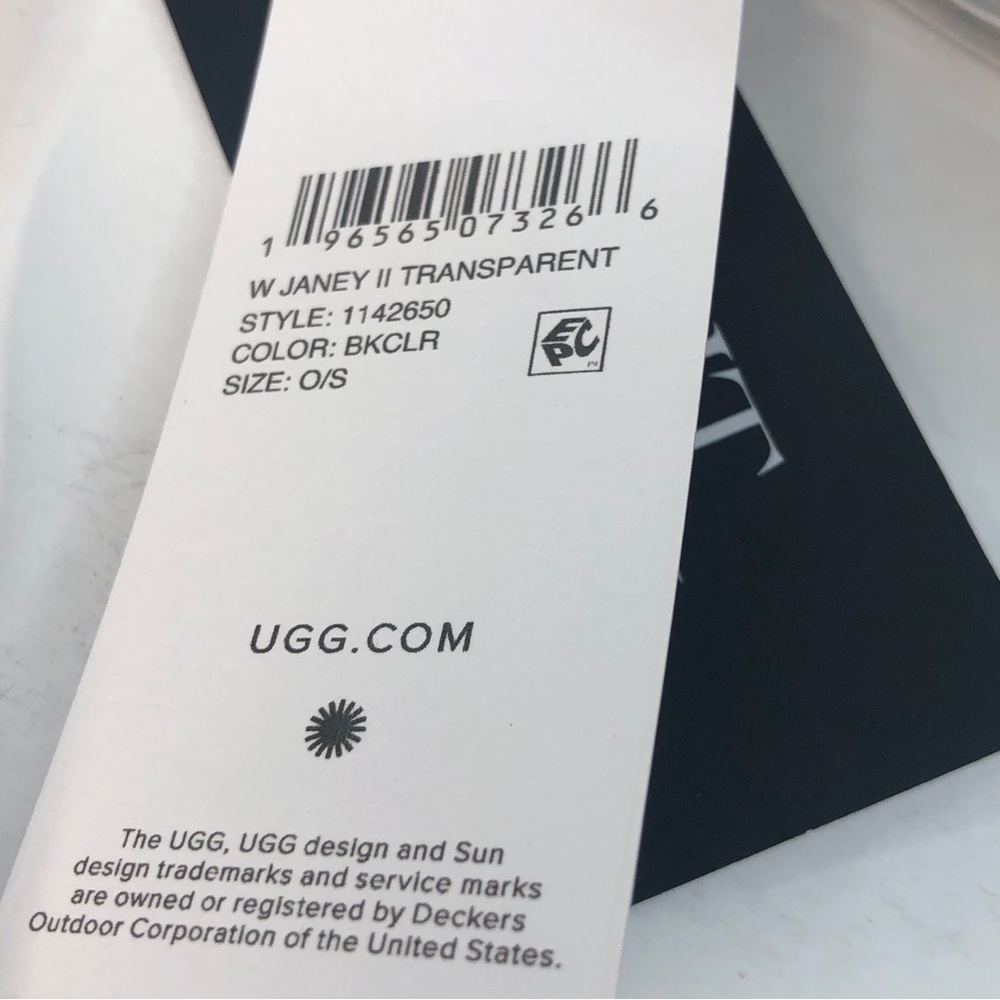 1 96565 07326 6
W JANEY II TRANSPARENT
STYLE: 1142650
COLOR: BKCLR
SIZE: O/S
EPC
UGG.COM
The UGG, UGG design and Sun
design trademarks and service marks
are owned or registered by Deckers
Outdoor Corporation of the United States.